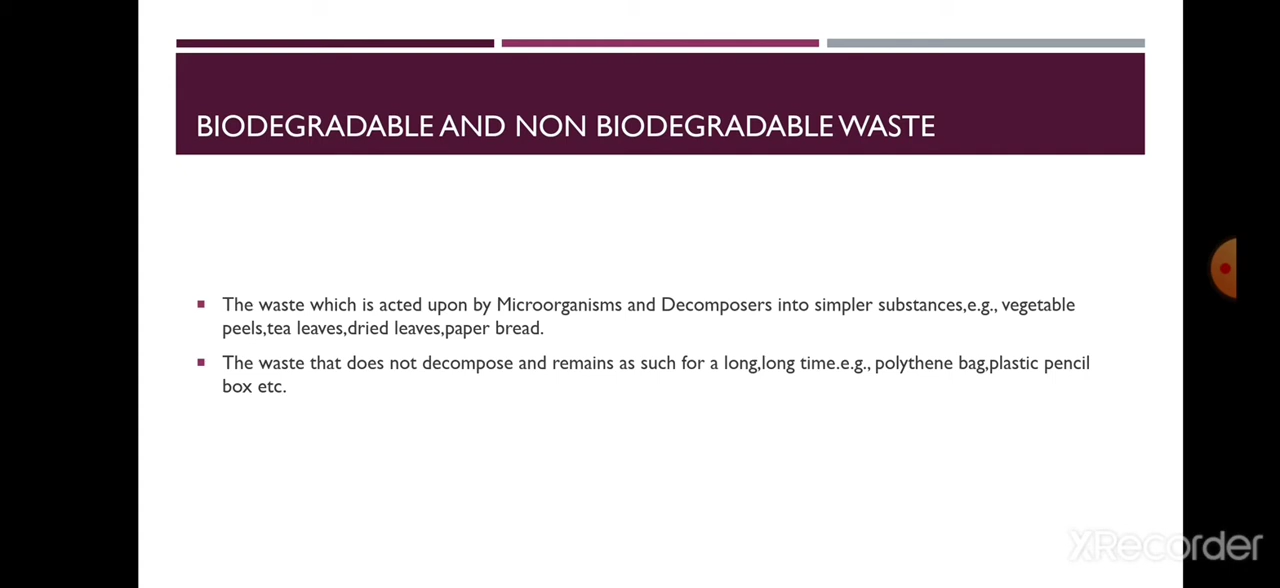 BIODEGRADABLE AND NON BIODEGRADABLE WASTE
The waste which is acted upon by Microorganisms and Decomposers into simpler substances,e.g., vegetable
peels,tea leaves,dried leaves,paper bread.
The waste that does not decompose and remains as such for a long,long time.e.g., polythene bag,plastic pencil
box etc.
XRecorder